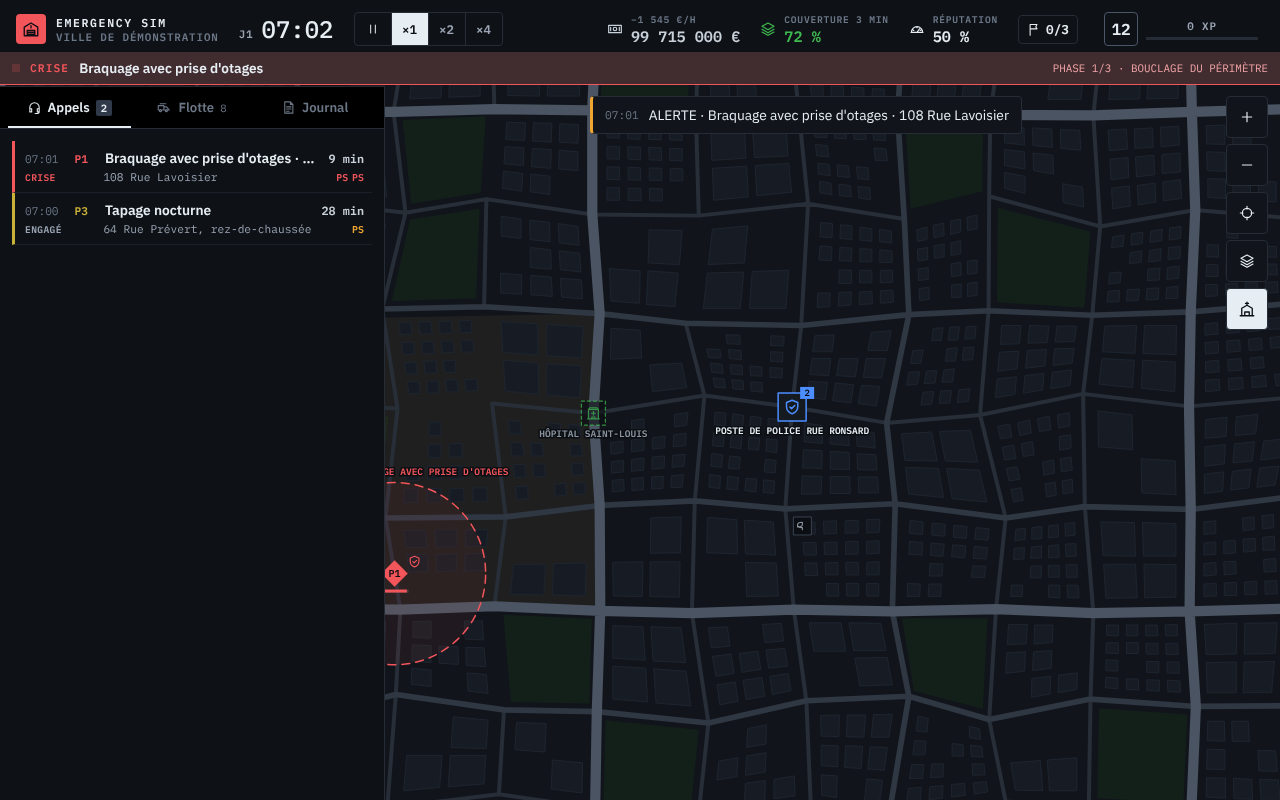 EMERGENCY SIM
VILLE DE DÉMONSTRATION
J1 07:02
×1 ×2 ×4
−1 545 €/H
99 715 000 €
COUVERTURE 3 MIN
72 %
RÉPUTATION
50 %
0/3
12
0 XP
CRISE Braquage avec prise d'otages
PHASE 1/3 · BOUCLAGE DU PÉRIMÈTRE
Appels 2
Flotte 8
Journal
07:01 ALERTE · Braquage avec prise d'otages · 108 Rue Lavoisier
07:01 P1 Braquage avec prise d'otages · … 9 min
CRISE 108 Rue Lavoisier PS PS
07:00 P3 Tapage nocturne 28 min
ENGAGÉ 64 Rue Prévert, rez-de-chaussée PS
2
HÔPITAL SAINT-LOUIS
POSTE DE POLICE RUE RONSARD
GE AVEC PRISE D'OTAGES
P1